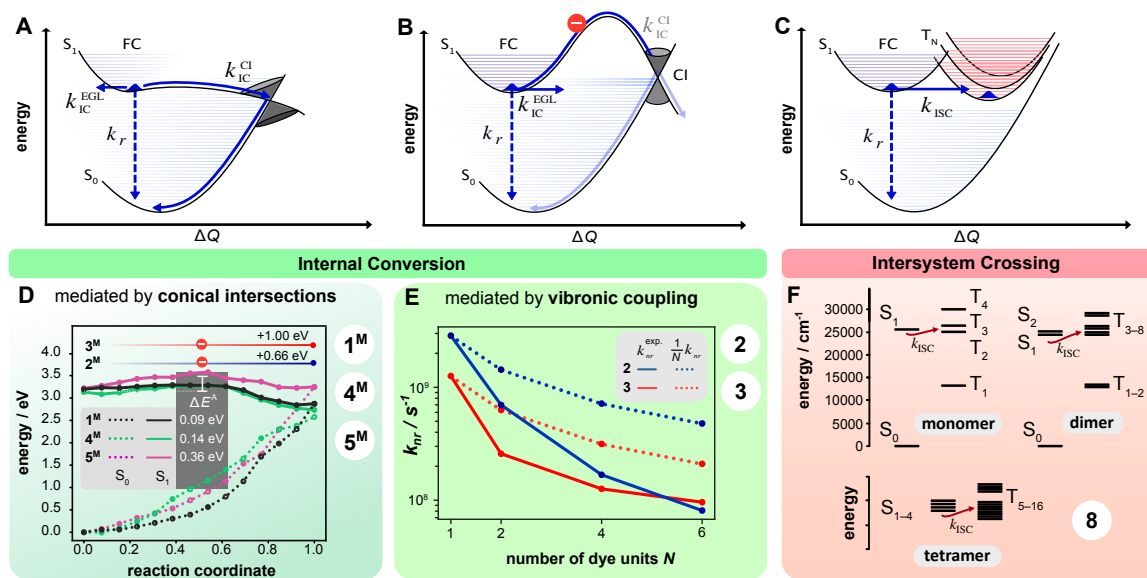 A
S1
FC
k_IC^CI
k_IC^EGL
k_r
S0
energy
ΔQ
B
S1
FC
k_IC^CI
CI
k_IC^EGL
k_r
S0
energy
ΔQ
C
T_N
S1
FC
k_ISC
k_r
S0
energy
ΔQ
Internal Conversion
Intersystem Crossing
D mediated by conical intersections
3^M +1.00 eV
2^M +0.66 eV
ΔE^A
1^M 0.09 eV
4^M 0.14 eV
5^M 0.36 eV
S0 S1
4.0
3.5
3.0
2.5
2.0
1.5
1.0
0.5
0.0
energy / eV
0.0 0.2 0.4 0.6 0.8 1.0
reaction coordinate
1^M
4^M
5^M
E mediated by vibronic coupling
k_nr^exp. 1/N k_nr
2
3
10^9
10^8
k_nr / s^-1
1 2 4 6
number of dye units N
2
3
F
30000
25000
20000
15000
10000
5000
0
energy / cm^-1
S1
k_ISC
T4
T3
T2
T1
S0
monomer
S2
S1
k_ISC
T3–8
T1–2
S0
dimer
energy
S1–4
k_ISC
T5–16
tetramer
8